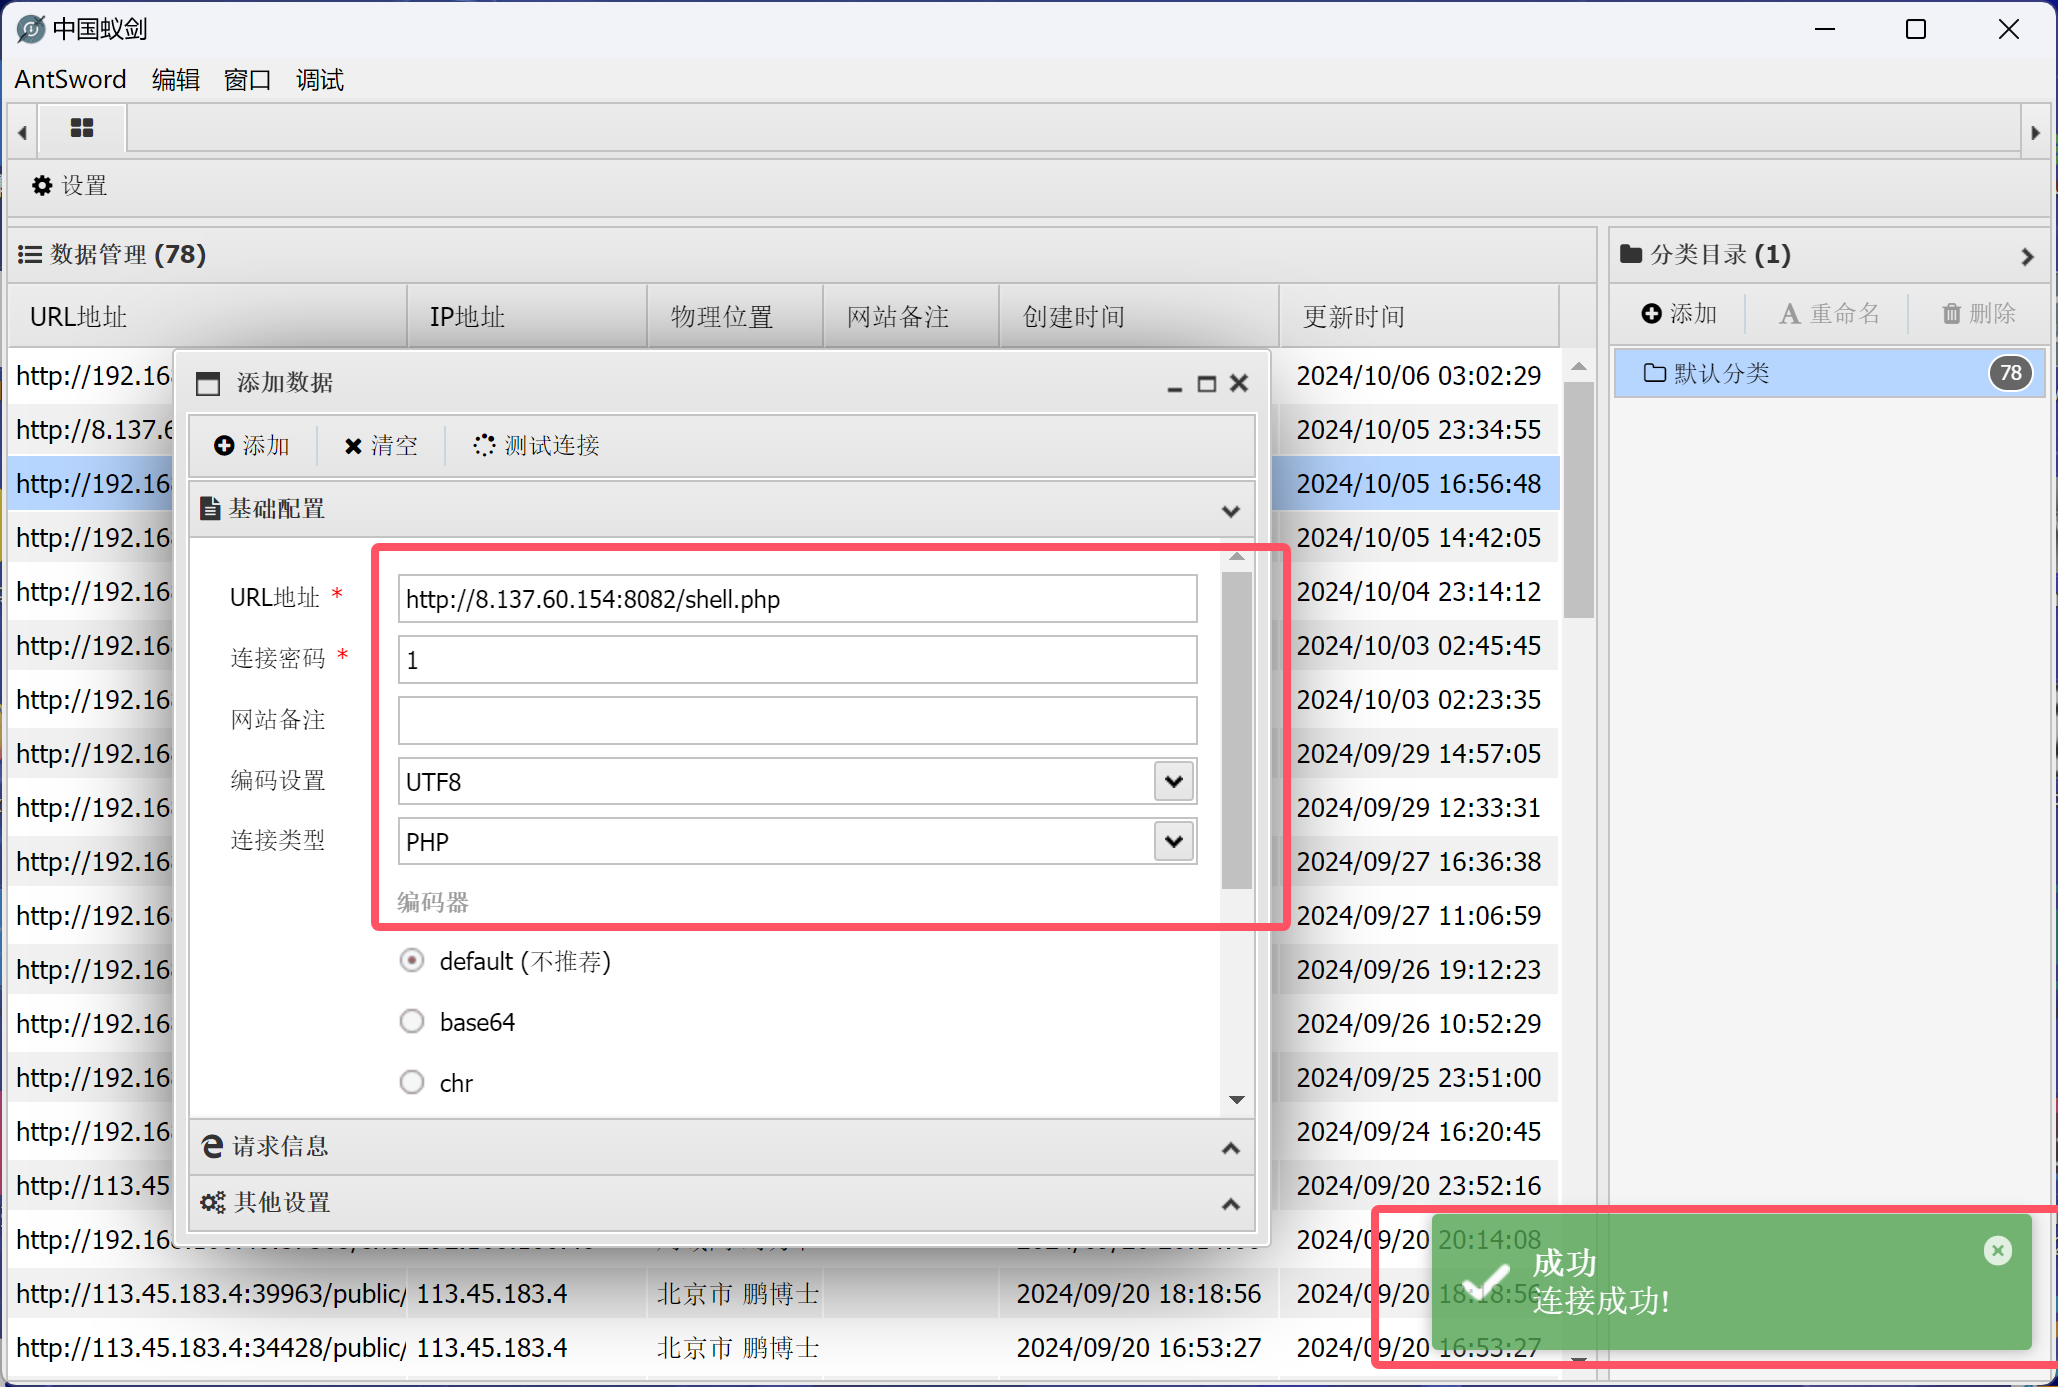 中国蚁剑
AntSword 编辑 窗口 调试
设置
数据管理 (78)
分类目录 (1)
URL地址 IP地址 物理位置 网站备注 创建时间 更新时间
添加 重命名 删除
默认分类 78
http://192.16 2024/10/06 03:02:29
http://8.137.6 2024/10/05 23:34:55
http://192.16 2024/10/05 16:56:48
http://192.16 2024/10/05 14:42:05
http://192.16 2024/10/04 23:14:12
http://192.16 2024/10/03 02:45:45
http://192.16 2024/10/03 02:23:35
http://192.16 2024/09/29 14:57:05
http://192.16 2024/09/29 12:33:31
http://192.16 2024/09/27 16:36:38
http://192.16 2024/09/27 11:06:59
http://192.16 2024/09/26 19:12:23
http://192.16 2024/09/26 10:52:29
http://192.16 2024/09/25 23:51:00
http://192.16 2024/09/24 16:20:45
http://113.45 2024/09/20 23:52:16
http://192.16 2024/09/20 20:14:08
http://113.45.183.4:39963/public/ 113.45.183.4 北京市 鹏博士 2024/09/20 18:18:56 2024/09/20 18:18:56
http://113.45.183.4:34428/public/ 113.45.183.4 北京市 鹏博士 2024/09/20 16:53:27 2024/09/20 16:53:27
添加数据
添加 清空 测试连接
基础配置
URL地址 * http://8.137.60.154:8082/shell.php
连接密码 * 1
网站备注
编码设置 UTF8
连接类型 PHP
编码器
default (不推荐)
base64
chr
请求信息
其他设置
成功
连接成功!